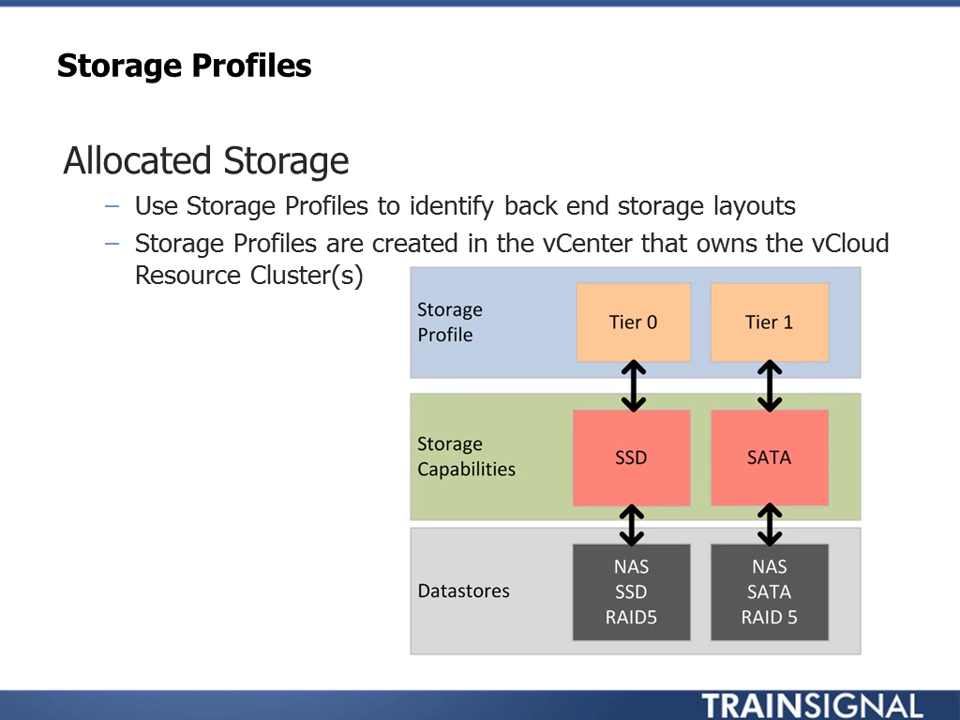 Storage Profiles
Allocated Storage
– Use Storage Profiles to identify back end storage layouts
– Storage Profiles are created in the vCenter that owns the vCloud
Resource Cluster(s)
Storage
Profile
Tier 0
Tier 1
Storage
Capabilities
SSD
SATA
Datastores
NAS
SSD
RAID5
NAS
SATA
RAID 5
TRAINSIGNAL